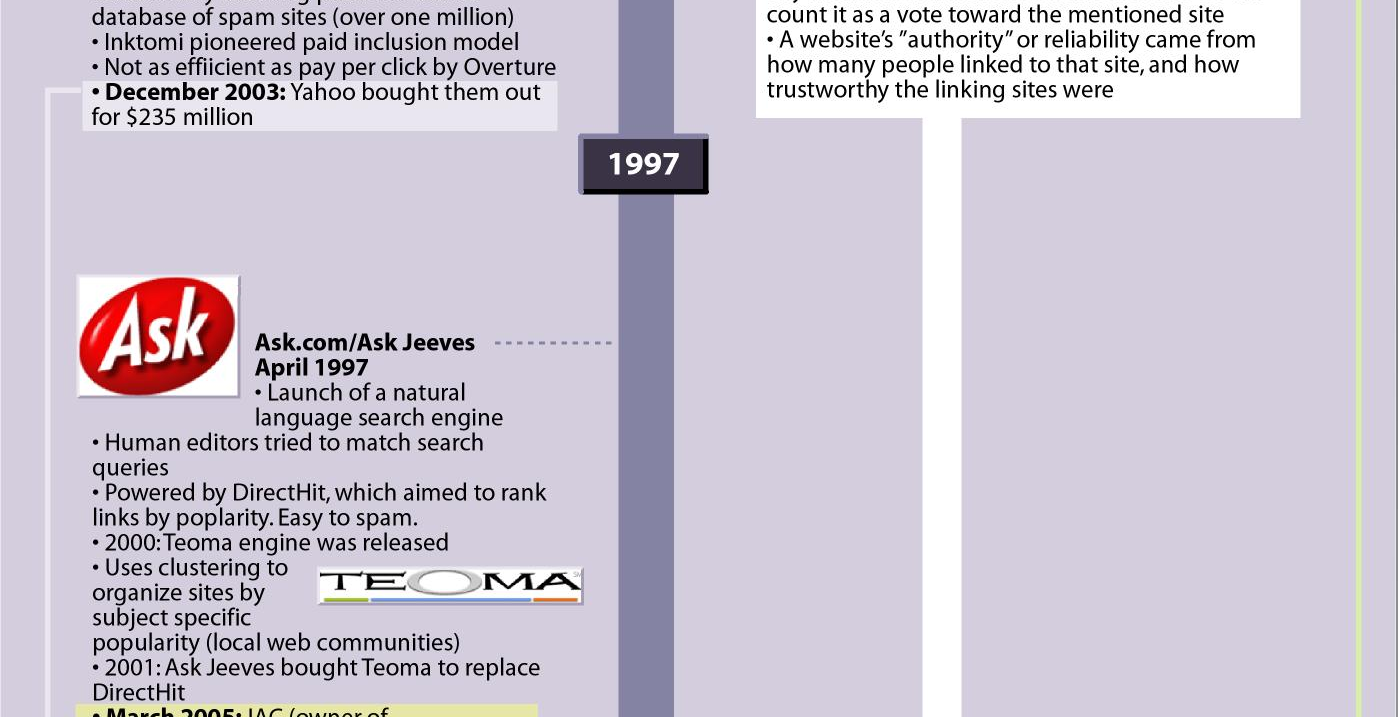 database of spam sites (over one million)
• Inktomi pioneered paid inclusion model
• Not as effiicient as pay per click by Overture
• December 2003: Yahoo bought them out
for $235 million
count it as a vote toward the mentioned site
• A website’s ”authority” or reliability came from
how many people linked to that site, and how
trustworthy the linking sites were
1997
Ask
Ask.com/Ask Jeeves
April 1997
• Launch of a natural
language search engine
• Human editors tried to match search
queries
• Powered by DirectHit, which aimed to rank
links by poplarity. Easy to spam.
• 2000: Teoma engine was released
• Uses clustering to
organize sites by
subject specific
popularity (local web communities)
TEOMA
• 2001: Ask Jeeves bought Teoma to replace
DirectHit
• March 2005: IAC (owner of